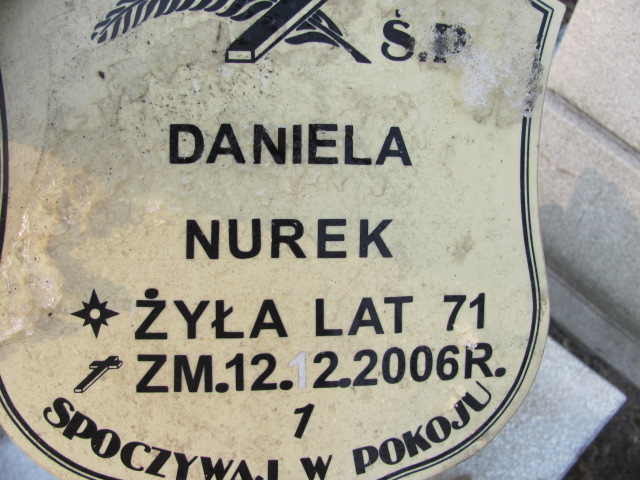 Ś.P
DANIELA
NUREK
ŻYŁA LAT 71
ZM.12.12.2006R.
1
SPOCZYWAJ W POKOJU